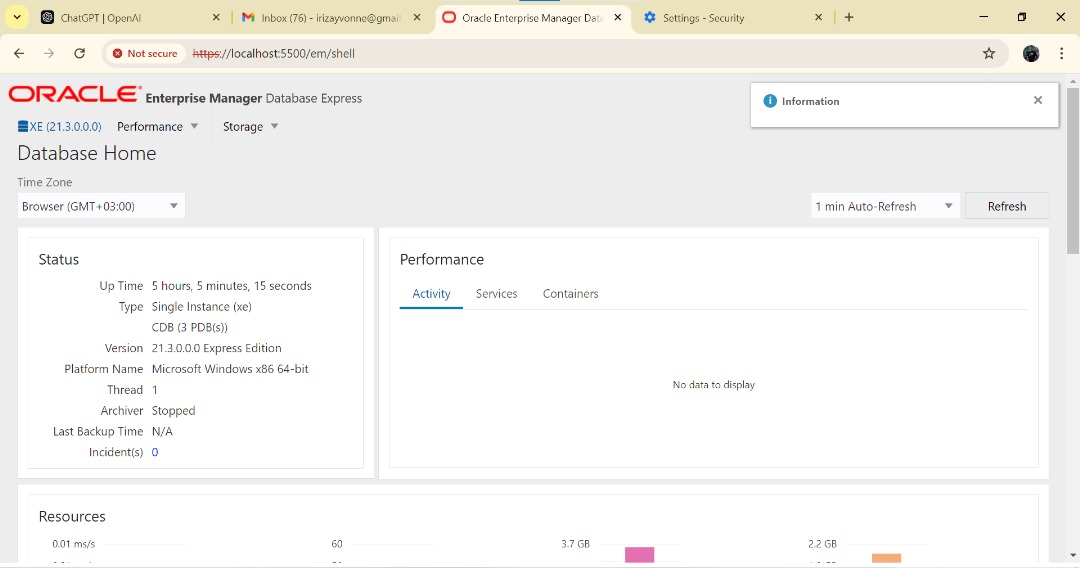 ChatGPT | OpenAI
Inbox (76) - irizayvonne@gmail.
Oracle Enterprise Manager Data
Settings - Security
Not secure
https://localhost:5500/em/shell
ORACLE Enterprise Manager Database Express
Information
XE (21.3.0.0.0) Performance Storage
Database Home
Time Zone
Browser (GMT+03:00)
1 min Auto-Refresh
Refresh
Status
Up Time 5 hours, 5 minutes, 15 seconds
Type Single Instance (xe)
CDB (3 PDB(s))
Version 21.3.0.0.0 Express Edition
Platform Name Microsoft Windows x86 64-bit
Thread 1
Archiver Stopped
Last Backup Time N/A
Incident(s) 0
Performance
Activity Services Containers
No data to display
Resources
0.01 ms/s 60 3.7 GB 2.2 GB